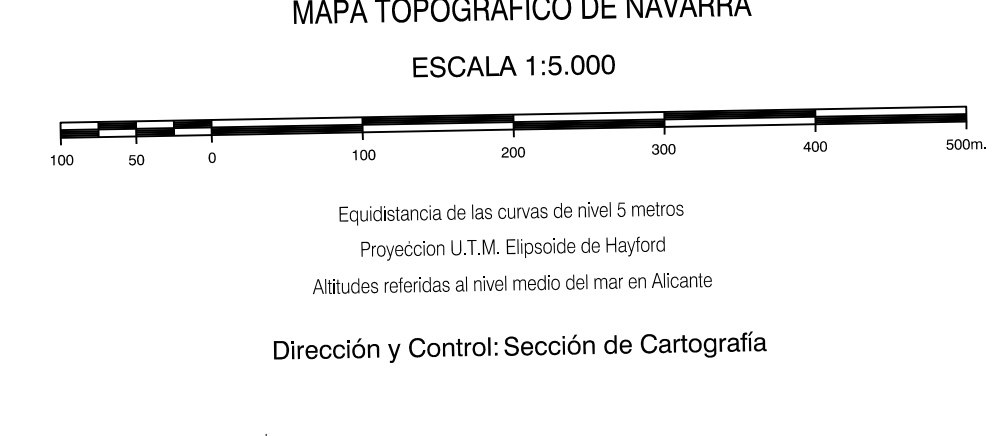 MAPA TOPOGRAFICO DE NAVARRA
ESCALA 1:5.000
100 50 0 100 200 300 400 500m.
Equidistancia de las curvas de nivel 5 metros
Proyeccion U.T.M. Elipsoide de Hayford
Altitudes referidas al nivel medio del mar en Alicante
Dirección y Control: Sección de Cartografía